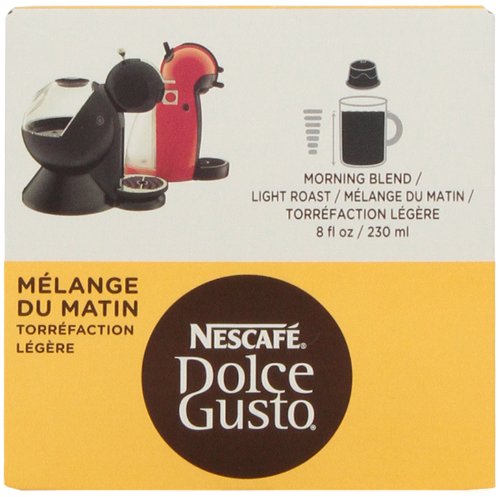 MORNING BLEND /
LIGHT ROAST / MÉLANGE DU MATIN /
TORRÉFACTION LÉGÈRE
8 fl oz / 230 ml
MÉLANGE
DU MATIN
TORRÉFACTION
LÉGÈRE
NESCAFÉ
Dolce
Gusto